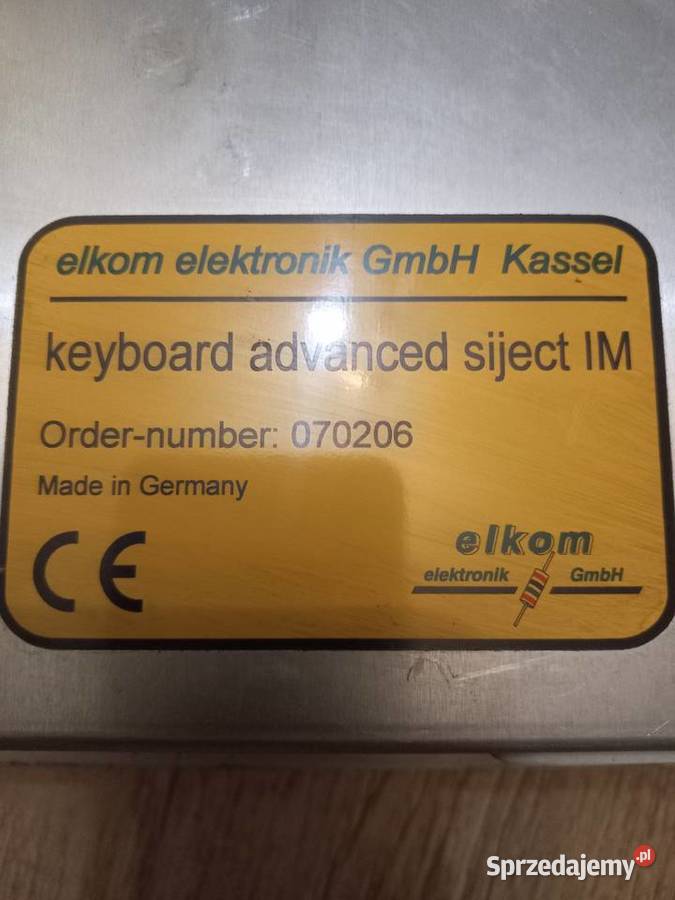 elkom elektronik GmbH Kassel
keyboard advanced siject IM
Order-number: 070206
Made in Germany
CE
elkom
elektronik GmbH
Sprzedajemy.pl